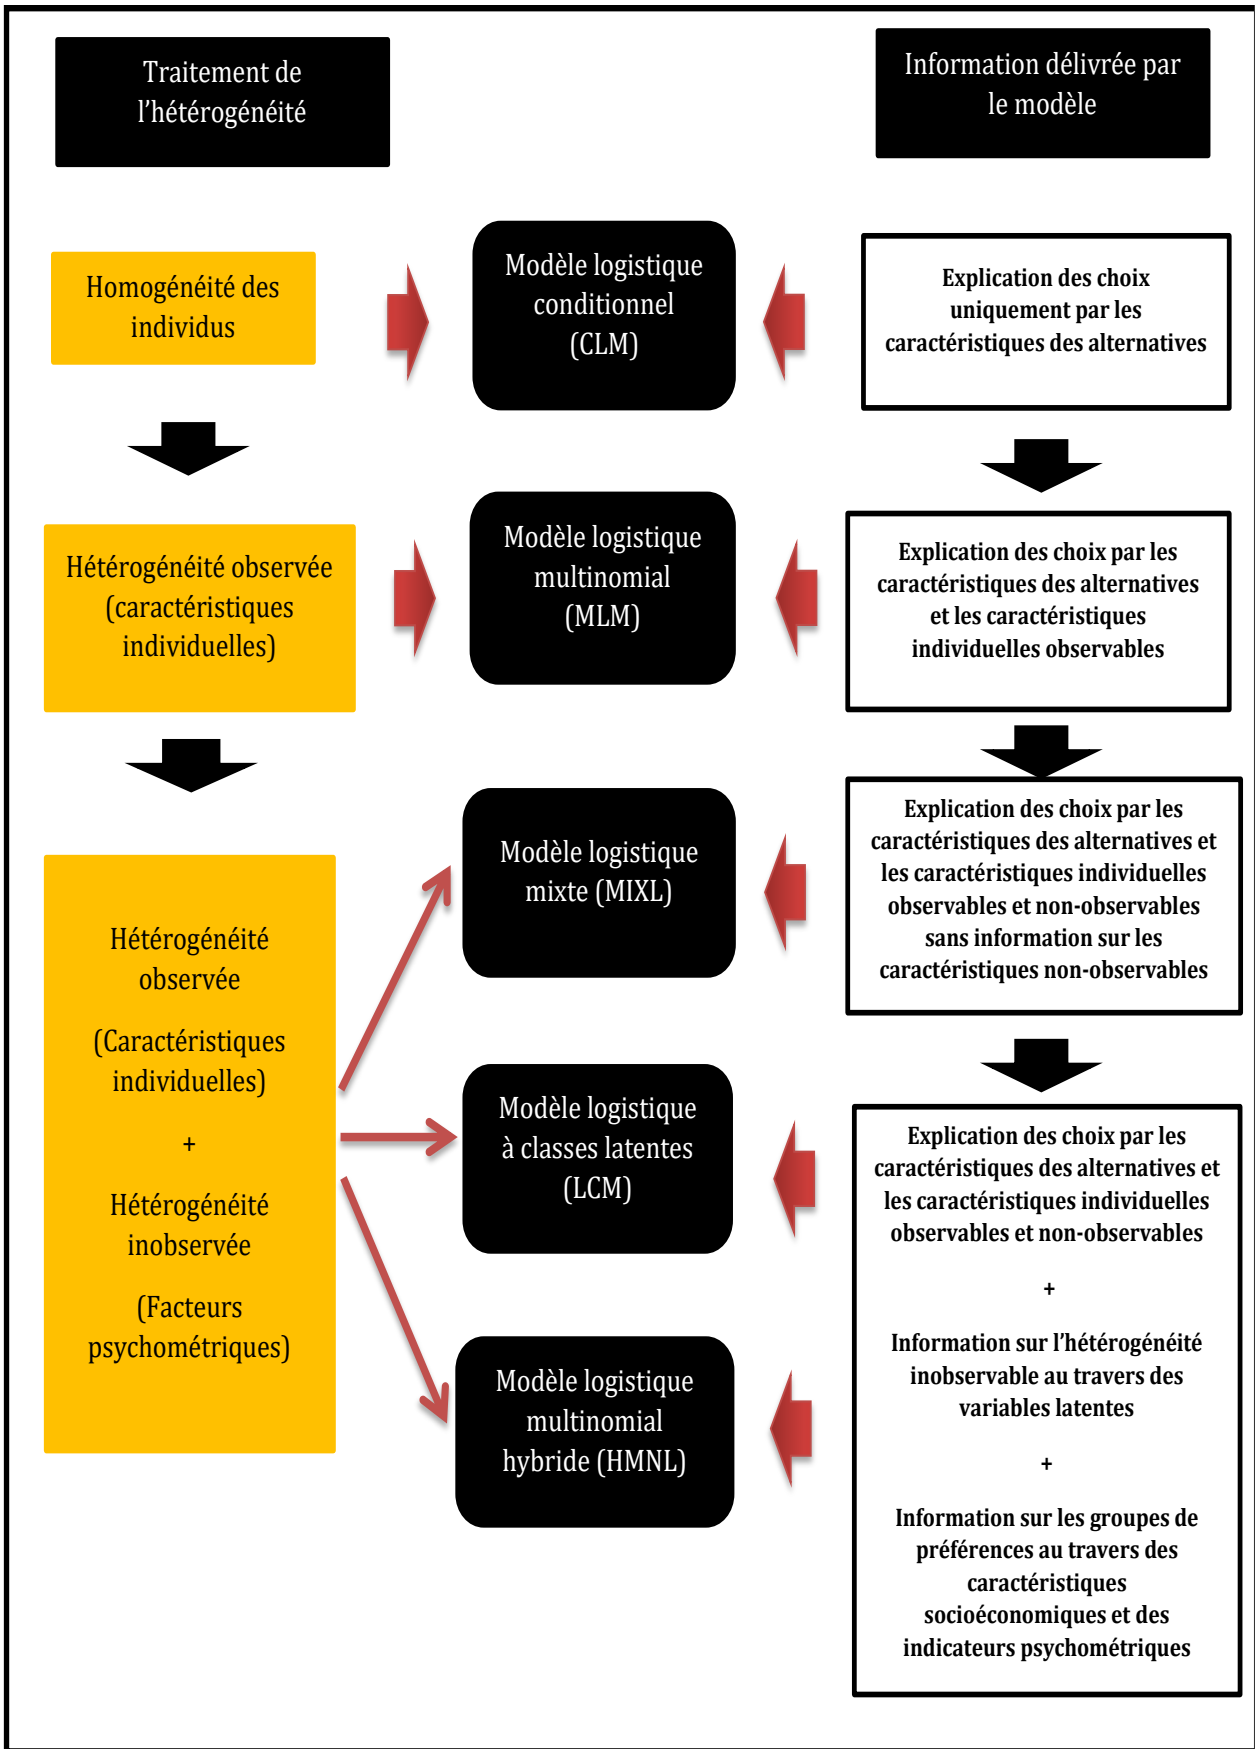 Traitement de
l'hétérogénéité
Information délivrée par
le modèle
Homogénéité des
individus
Modèle logistique
conditionnel
(CLM)
Explication des choix
uniquement par les
caractéristiques des alternatives
Hétérogénéité observée
(caractéristiques
individuelles)
Modèle logistique
multinomial
(MLM)
Explication des choix par les
caractéristiques des alternatives
et les caractéristiques
individuelles observables
Hétérogénéité
observée
(Caractéristiques
individuelles)
+
Hétérogénéité
inobservée
(Facteurs
psychométriques)
Modèle logistique
mixte (MIXL)
Explication des choix par les
caractéristiques des alternatives et
les caractéristiques individuelles
observables et non-observables
sans information sur les
caractéristiques non-observables
Modèle logistique
à classes latentes
(LCM)
Modèle logistique
multinomial
hybride (HMNL)
Explication des choix par les
caractéristiques des alternatives et
les caractéristiques individuelles
observables et non-observables
+
Information sur l'hétérogénéité
inobservable au travers des
variables latentes
+
Information sur les groupes de
préférences au travers des
caractéristiques
socioéconomiques et des
indicateurs psychométriques